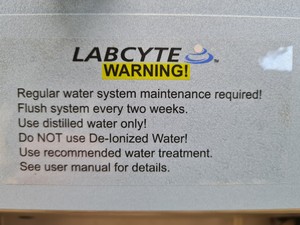 LABCYTE™
WARNING!
Regular water system maintenance required!
Flush system every two weeks.
Use distilled water only!
Do NOT use De-Ionized Water!
Use recommended water treatment.
See user manual for details.